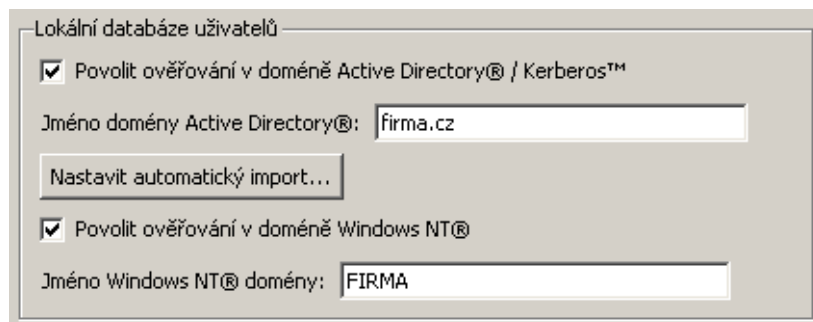 Lokální databáze uživatelů
Povolit ověřování v doméně Active Directory® / Kerberos™
Jméno domény Active Directory®: firma.cz
Nastavit automatický import...
Povolit ověřování v doméně Windows NT®
Jméno Windows NT® domény: FIRMA